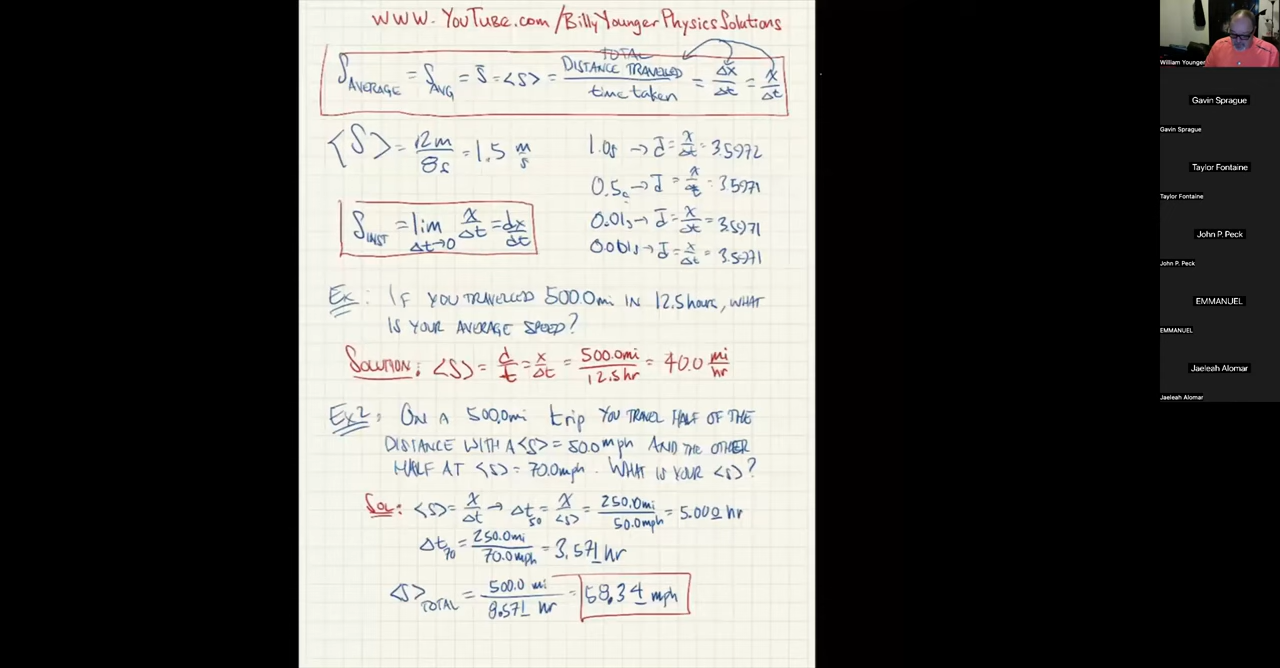 WWW.YouTube.com/BillyYoungerPhysicsSolutions
S_AVERAGE = S_AVG = S̄ = <S> = TOTAL DISTANCE TRAVELLED / time taken = Δx/Δt = x/Δt
<S> = 12m/8s = 1.5 m/s
1.0s → d̄ = x/Δt = 3.5972
0.5s → d̄ = x/Δt = 3.5971
0.01s → d̄ = x/Δt = 3.5971
0.001s → d̄ = x/Δt = 3.5971
S_INST = lim Δt→0 x/Δt = dx/dt
Ex: IF YOU TRAVELLED 500.0mi IN 12.5 hours, WHAT
IS YOUR AVERAGE SPEED?
SOLUTION: <S> = d/t = x/Δt = 500.0mi/12.5hr = 40.0 mi/hr
Ex2: ON A 500.0mi trip YOU TRAVEL HALF OF THE
DISTANCE WITH A <S> = 50.0mph AND THE OTHER
HALF AT <S> = 70.0mph. WHAT IS YOUR <S>?
SOL: <S> = x/Δt → Δt_50 = x/<S> = 250.0mi/50.0mph = 5.000 hr
Δt_70 = 250.0mi/70.0mph = 3.571 hr
<S>_TOTAL = 500.0 mi/8.571 hr = 58.34 mph
William Younger
Gavin Sprague
Gavin Sprague
Taylor Fontaine
Taylor Fontaine
John P. Peck
John P. Peck
EMMANUEL
EMMANUEL
Jaeleah Alomar
Jaeleah Alomar